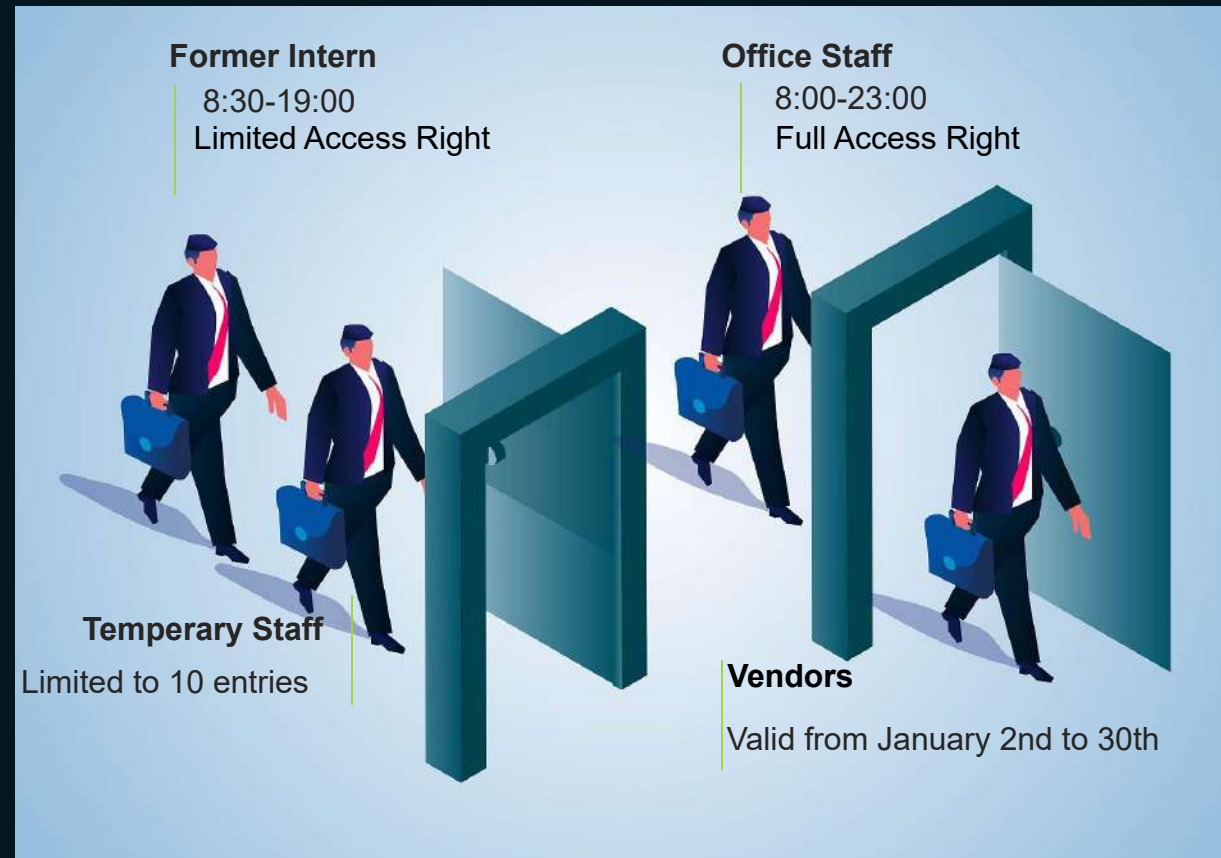 Former Intern
8:30-19:00
Limited Access Right
Office Staff
8:00-23:00
Full Access Right
Temperary Staff
Limited to 10 entries
Vendors
Valid from January 2nd to 30th